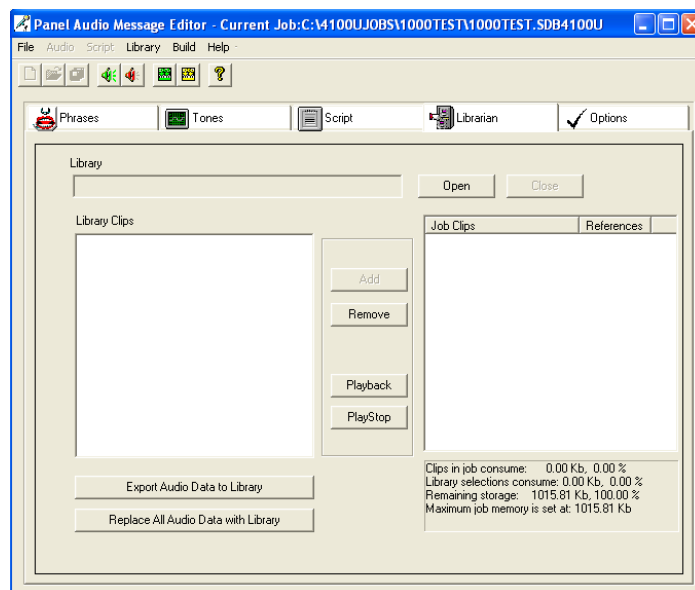 Panel Audio Message Editor - Current Job:C:\4100UJOBS\1000TEST\1000TEST.SDB4100U
File Audio Script Library Build Help
Phrases Tones Script Librarian Options
Library
Open Close
Library Clips
Job Clips References
Add
Remove
Playback
PlayStop
Export Audio Data to Library
Replace All Audio Data with Library
Clips in job consume: 0.00 Kb, 0.00 %
Library selections consume: 0.00 Kb, 0.00 %
Remaining storage: 1015.81 Kb, 100.00 %
Maximum job memory is set at: 1015.81 Kb